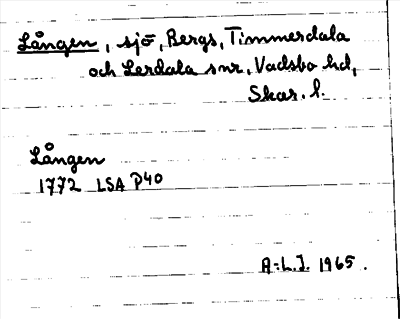 Lången, sjö, Bergs, Timmerdala
och Lerdala snr, Vadsbo hd,
Skar. l.
Lången
1772 LSA P40
A-L.J. 1965.